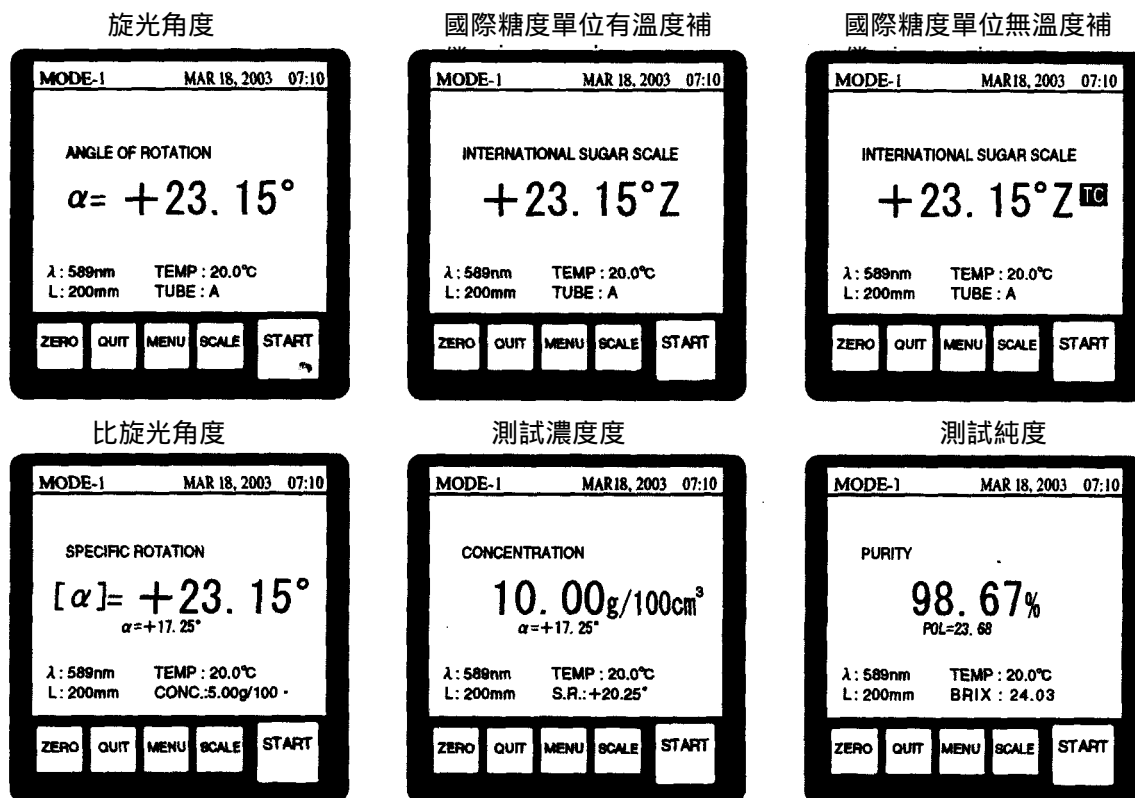 旋光角度
國際糖度單位有溫度補
國際糖度單位無溫度補
MODE-1 MAR 18, 2003 07:10
ANGLE OF ROTATION
α= +23. 15°
λ: 589nm TEMP : 20.0℃
L: 200mm TUBE : A
ZERO QUIT MENU SCALE START
MODE-1 MAR 18, 2003 07:10
INTERNATIONAL SUGAR SCALE
+23. 15°Z
λ: 589nm TEMP : 20.0℃
L: 200mm TUBE : A
ZERO QUIT MENU SCALE START
MODE-1 MAR18, 2003 07:10
INTERNATIONAL SUGAR SCALE
+23. 15°Z TC
λ: 589nm TEMP : 20.0℃
L: 200mm TUBE : A
ZERO QUIT MENU SCALE START
比旋光角度
測試濃度度
測試純度
MODE-1 MAR 18, 2003 07:10
SPECIFIC ROTATION
[α]= +23. 15°
α=+17. 25°
λ: 589nm TEMP : 20.0℃
L: 200mm CONC.:5.00g/100
ZERO QUIT MENU SCALE START
MODE-1 MAR18, 2003 07:10
CONCENTRATION
10. 00g/100cm³
α=+17. 25°
λ: 589nm TEMP : 20.0℃
L: 200mm S.R.:+20.25°
ZERO QUIT MENU SCALE START
MODE-1 MAR 18, 2003 07:10
PURITY
98. 67%
POL=23. 68
λ: 589nm TEMP : 20.0℃
L: 200mm BRIX : 24.03
ZERO QUIT MENU SCALE START